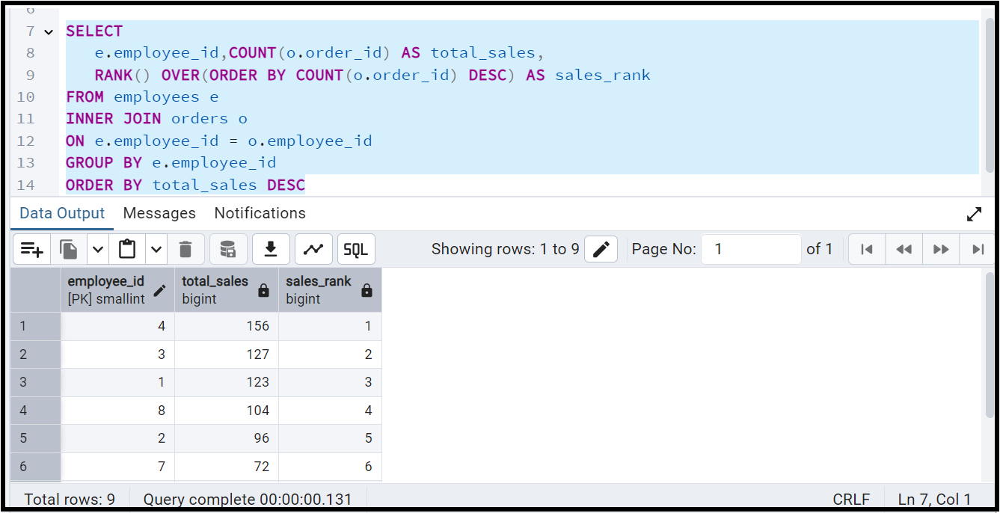 6
7 SELECT
8 e.employee_id,COUNT(o.order_id) AS total_sales,
9 RANK() OVER(ORDER BY COUNT(o.order_id) DESC) AS sales_rank
10 FROM employees e
11 INNER JOIN orders o
12 ON e.employee_id = o.employee_id
13 GROUP BY e.employee_id
14 ORDER BY total_sales DESC
Data Output Messages Notifications
SQL Showing rows: 1 to 9 Page No: 1 of 1
employee_id total_sales sales_rank
[PK] smallint bigint bigint
1 4 156 1
2 3 127 2
3 1 123 3
4 8 104 4
5 2 96 5
6 7 72 6
Total rows: 9 Query complete 00:00:00.131 CRLF Ln 7, Col 1